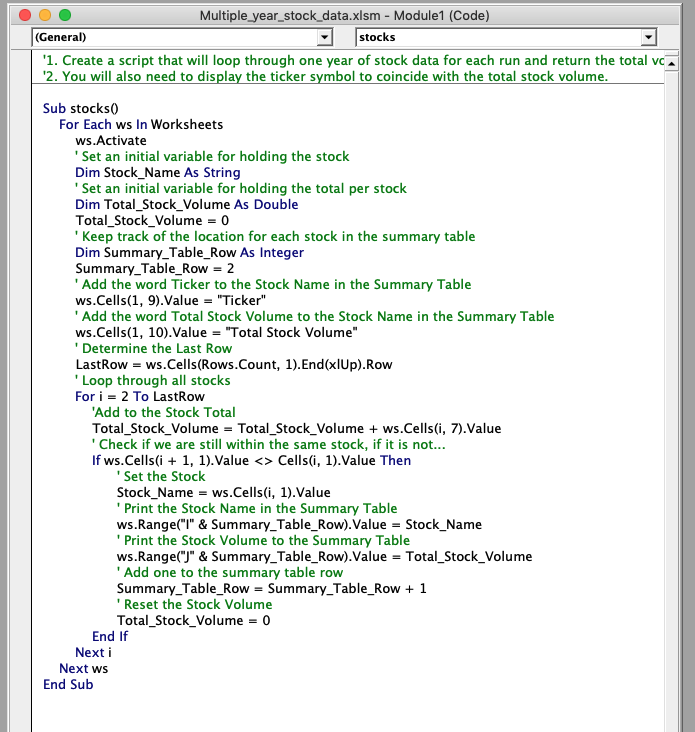 Multiple_year_stock_data.xlsm - Module1 (Code)
(General) stocks
'1. Create a script that will loop through one year of stock data for each run and return the total vo
'2. You will also need to display the ticker symbol to coincide with the total stock volume.
Sub stocks()
For Each ws In Worksheets
ws.Activate
' Set an initial variable for holding the stock
Dim Stock_Name As String
' Set an initial variable for holding the total per stock
Dim Total_Stock_Volume As Double
Total_Stock_Volume = 0
' Keep track of the location for each stock in the summary table
Dim Summary_Table_Row As Integer
Summary_Table_Row = 2
' Add the word Ticker to the Stock Name in the Summary Table
ws.Cells(1, 9).Value = "Ticker"
' Add the word Total Stock Volume to the Stock Name in the Summary Table
ws.Cells(1, 10).Value = "Total Stock Volume"
' Determine the Last Row
LastRow = ws.Cells(Rows.Count, 1).End(xlUp).Row
' Loop through all stocks
For i = 2 To LastRow
'Add to the Stock Total
Total_Stock_Volume = Total_Stock_Volume + ws.Cells(i, 7).Value
' Check if we are still within the same stock, if it is not...
If ws.Cells(i + 1, 1).Value <> Cells(i, 1).Value Then
' Set the Stock
Stock_Name = ws.Cells(i, 1).Value
' Print the Stock Name in the Summary Table
ws.Range("I" & Summary_Table_Row).Value = Stock_Name
' Print the Stock Volume to the Summary Table
ws.Range("J" & Summary_Table_Row).Value = Total_Stock_Volume
' Add one to the summary table row
Summary_Table_Row = Summary_Table_Row + 1
' Reset the Stock Volume
Total_Stock_Volume = 0
End If
Next i
Next ws
End Sub